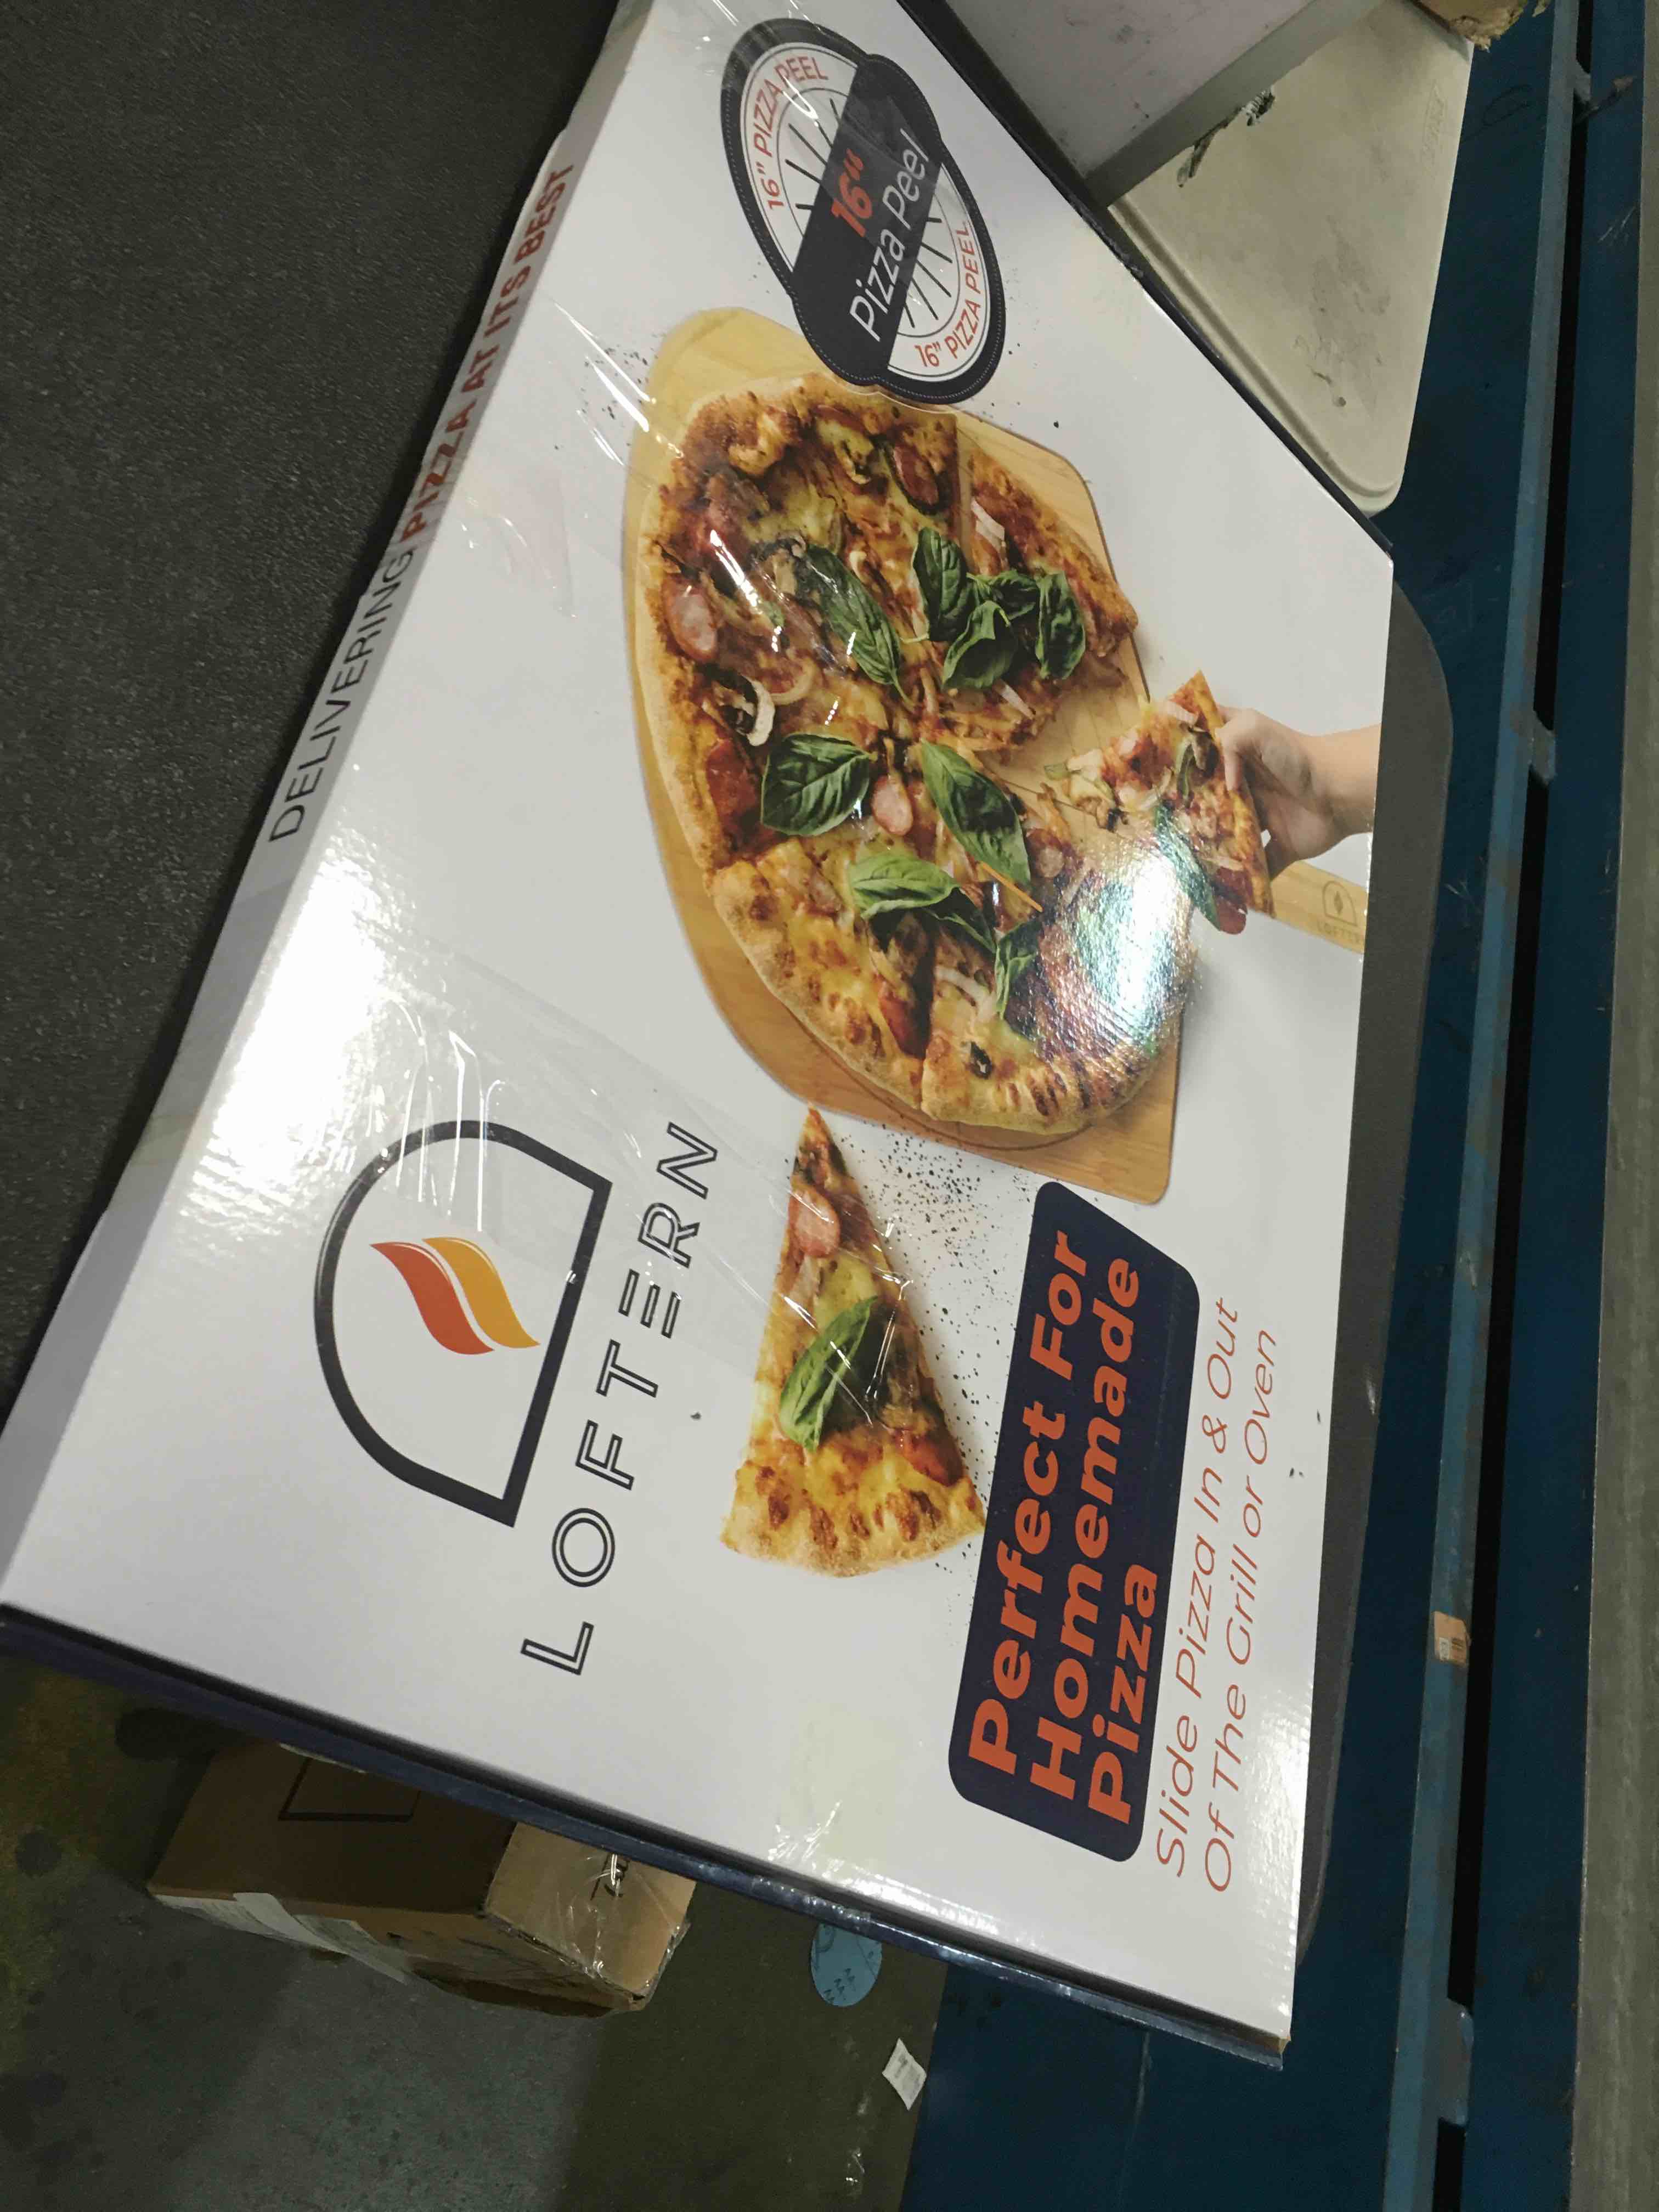 LOFTERN
16" PIZZA PEEL
16"
Pizza Peel
16" PIZZA PEEL
Perfect For
Homemade
Pizza
Slide Pizza In & Out
Of The Grill or Oven
DELIVERING PIZZA AT ITS BEST